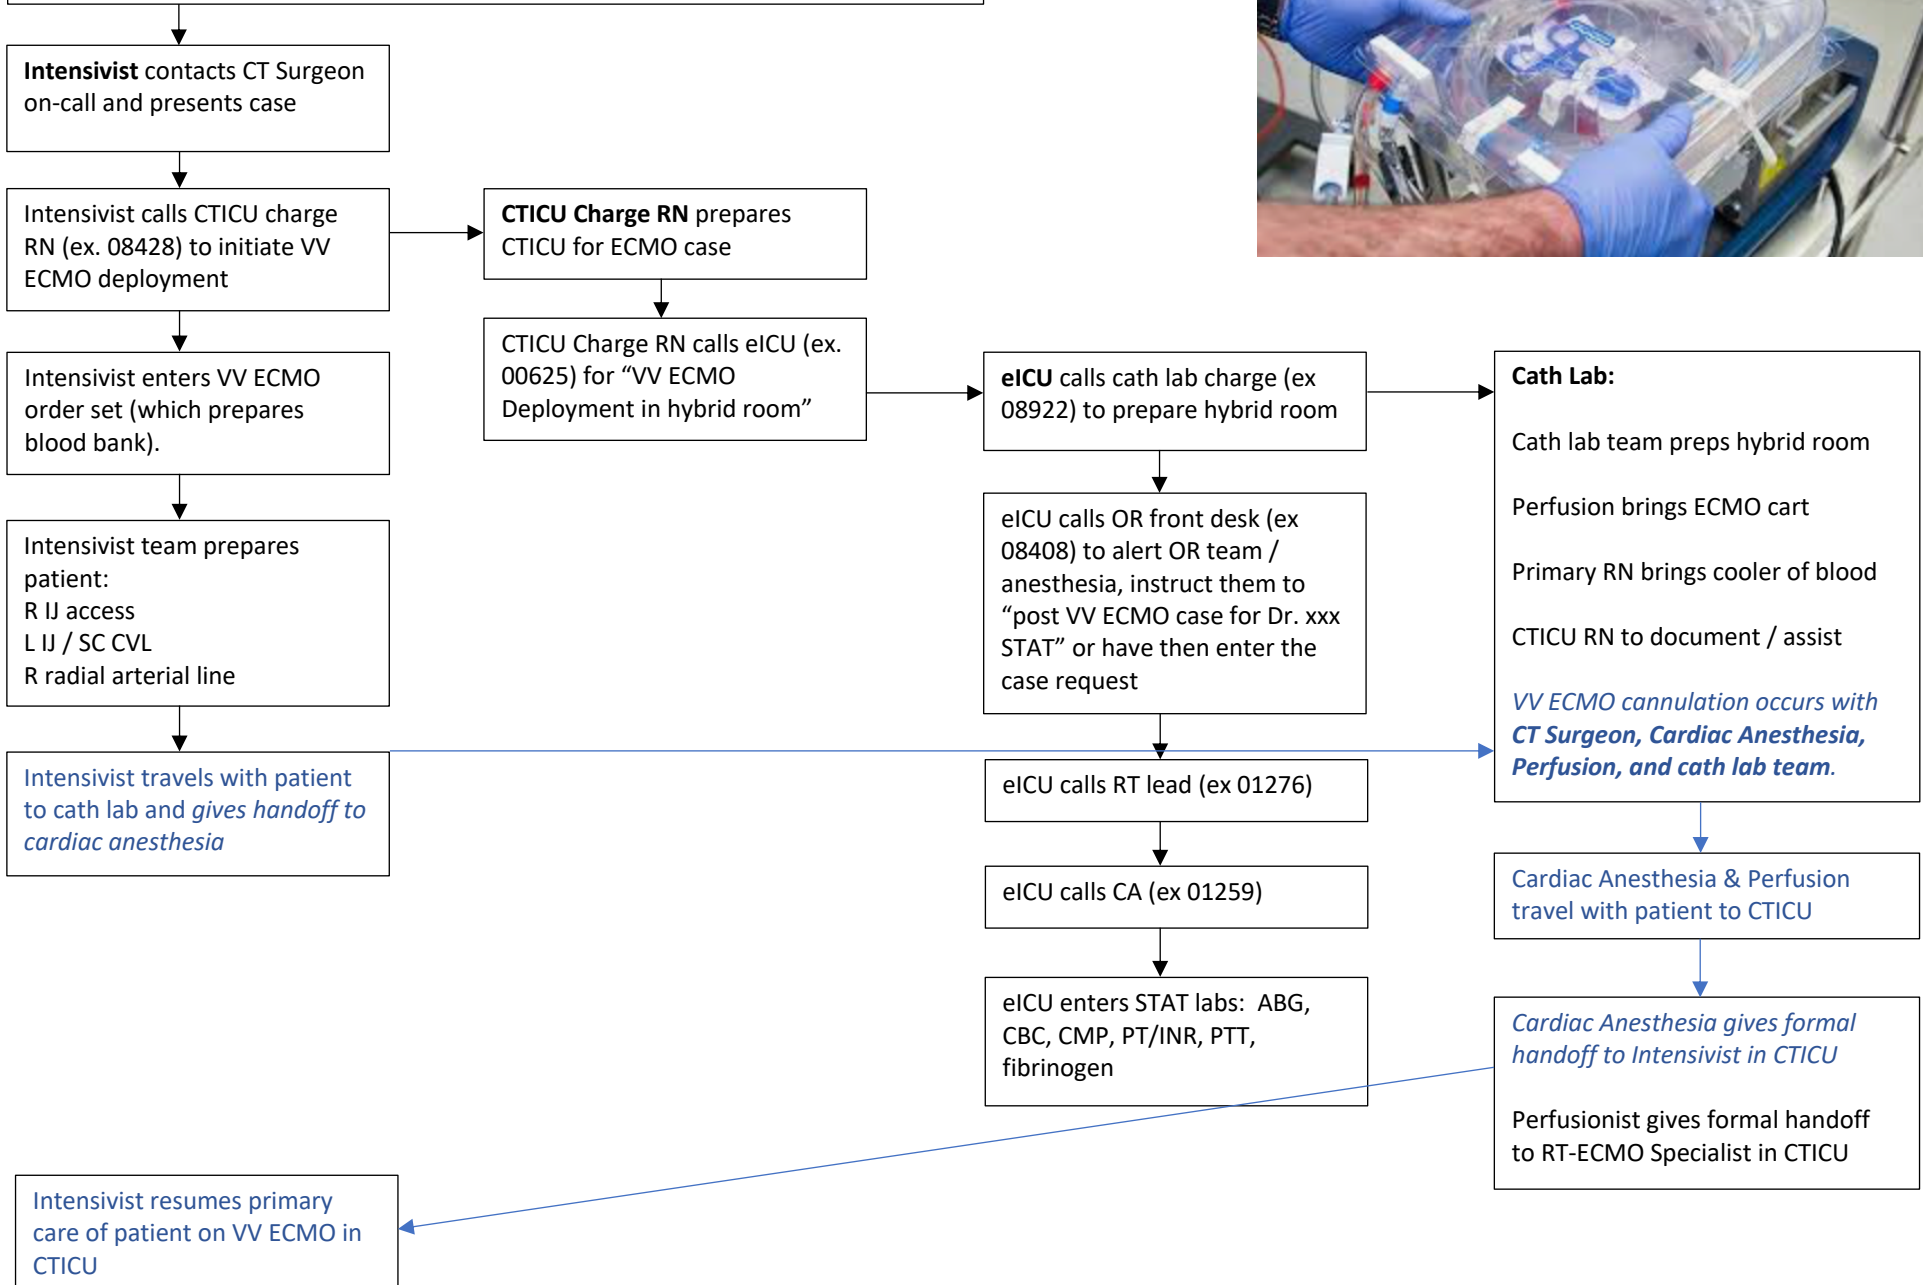 Intensivist contacts CT Surgeon
on-call and presents case
Intensivist calls CTICU charge
RN (ex. 08428) to initiate VV
ECMO deployment
CTICU Charge RN prepares
CTICU for ECMO case
CTICU Charge RN calls eICU (ex.
00625) for “VV ECMO
Deployment in hybrid room”
Intensivist enters VV ECMO
order set (which prepares
blood bank).
Intensivist team prepares
patient:
R IJ access
L IJ / SC CVL
R radial arterial line
Intensivist travels with patient
to cath lab and gives handoff to
cardiac anesthesia
eICU calls cath lab charge (ex
08922) to prepare hybrid room
eICU calls OR front desk (ex
08408) to alert OR team /
anesthesia, instruct them to
“post VV ECMO case for Dr. xxx
STAT” or have then enter the
case request
eICU calls RT lead (ex 01276)
eICU calls CA (ex 01259)
eICU enters STAT labs: ABG,
CBC, CMP, PT/INR, PTT,
fibrinogen
Cath Lab:
Cath lab team preps hybrid room
Perfusion brings ECMO cart
Primary RN brings cooler of blood
CTICU RN to document / assist
VV ECMO cannulation occurs with
CT Surgeon, Cardiac Anesthesia,
Perfusion, and cath lab team.
Cardiac Anesthesia & Perfusion
travel with patient to CTICU
Cardiac Anesthesia gives formal
handoff to Intensivist in CTICU
Perfusionist gives formal handoff
to RT-ECMO Specialist in CTICU
Intensivist resumes primary
care of patient on VV ECMO in
CTICU